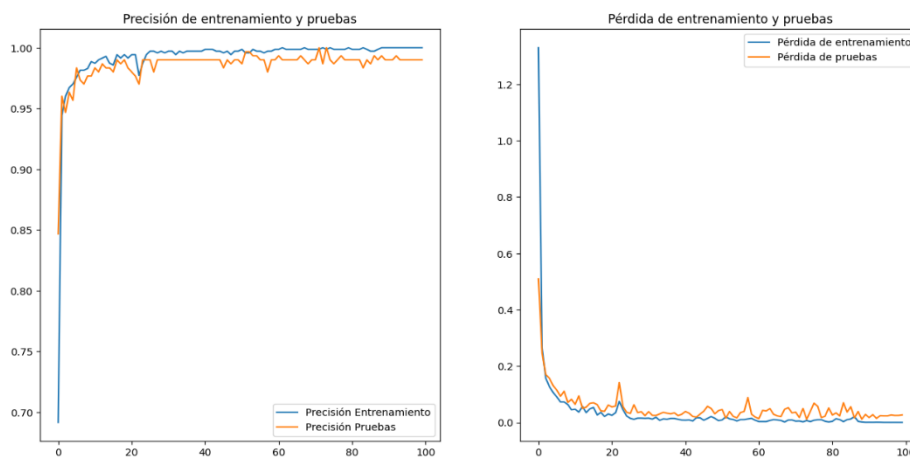 Precisión de entrenamiento y pruebas
1.00
0.95
0.90
0.85
0.80
0.75
0.70
0 20 40 60 80 100
Precisión Entrenamiento
Precisión Pruebas
Pérdida de entrenamiento y pruebas
Pérdida de entrenamiento
Pérdida de pruebas
1.2
1.0
0.8
0.6
0.4
0.2
0.0
0 20 40 60 80 100